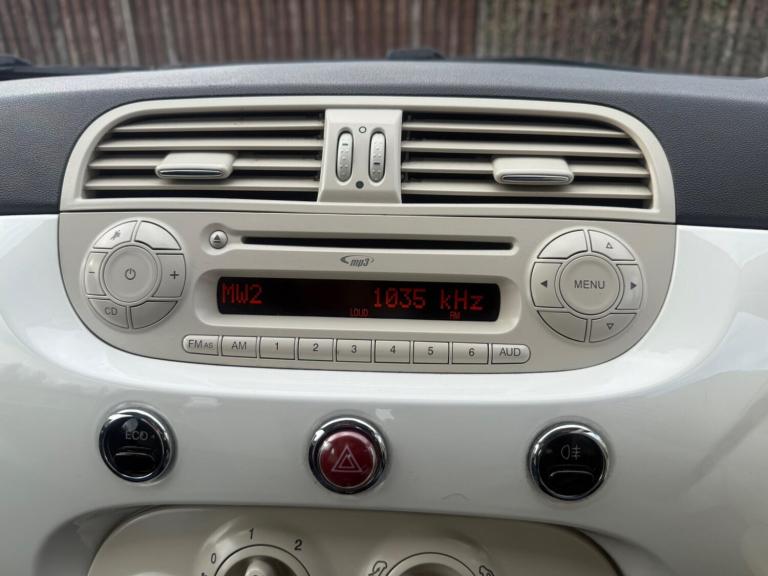 mp3
MW2 1035 kHz
LOUD AM
- +
CD
MENU
FM AS AM 1 2 3 4 5 6 AUD
ECO
0 1 2